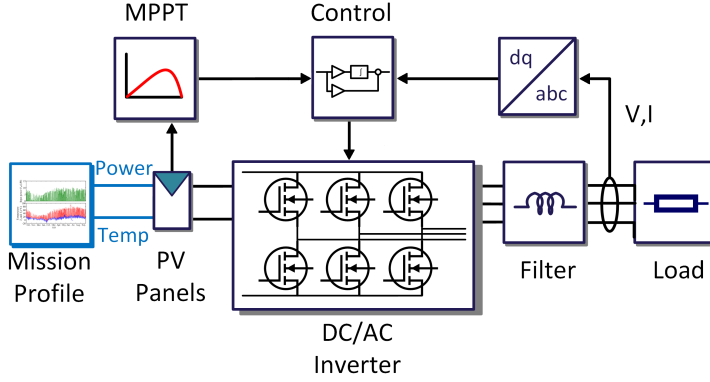 MPPT
Control
dq
abc
V,I
Power
Temp
Mission
Profile
PV
Panels
DC/AC
Inverter
Filter
Load